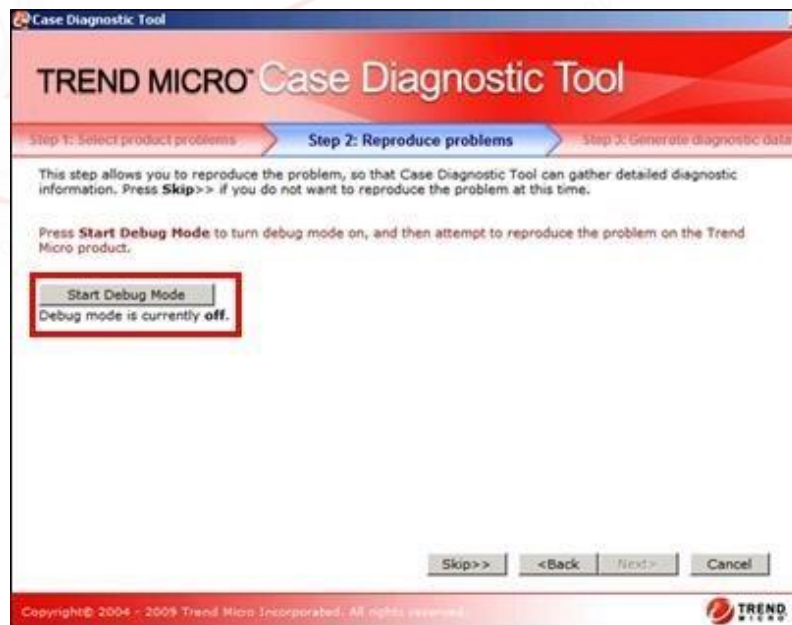 Case Diagnostic Tool
TREND MICRO™ Case Diagnostic Tool
Step 1: Select product problems
Step 2: Reproduce problems
Step 3: Generate diagnostic data
This step allows you to reproduce the problem, so that Case Diagnostic Tool can gather detailed diagnostic
information. Press Skip>> if you do not want to reproduce the problem at this time.
Press Start Debug Mode to turn debug mode on, and then attempt to reproduce the problem on the Trend
Micro product.
Start Debug Mode
Debug mode is currently off.
Skip>>
<Back
Next>
Cancel
Copyright© 2004 - 2009 Trend Micro Incorporated. All rights reserved.
TREND
MICRO